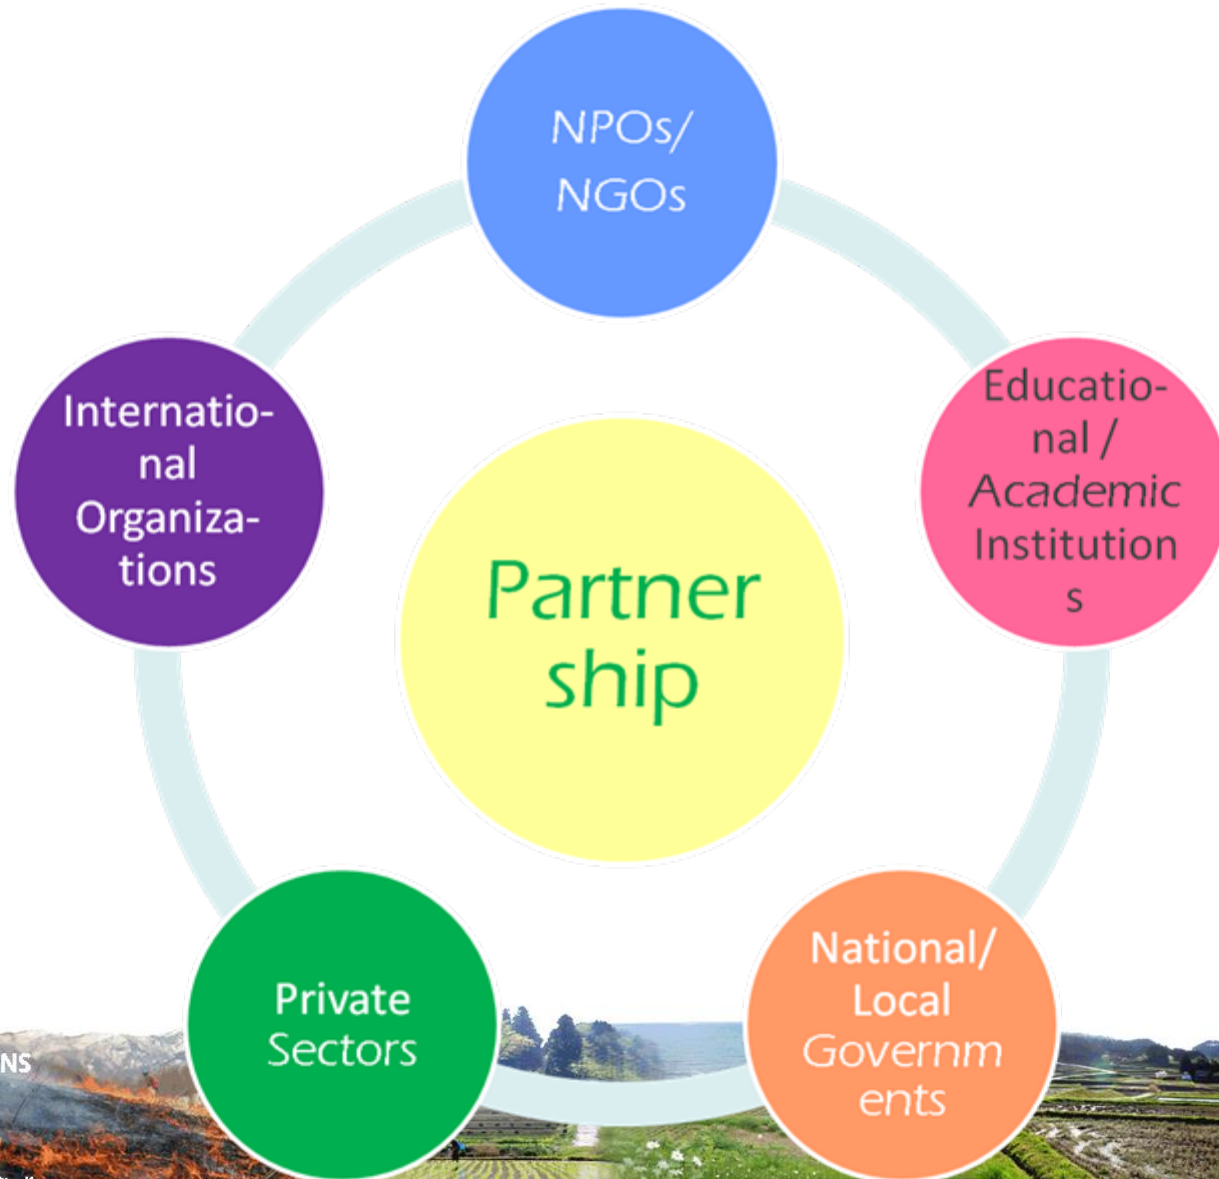 NPOs/
NGOs
Internatio-
nal
Organiza-
tions
Educatio-
nal /
Academic
Institution
s
Partner
ship
Private
Sectors
National/
Local
Governm
ents
NS